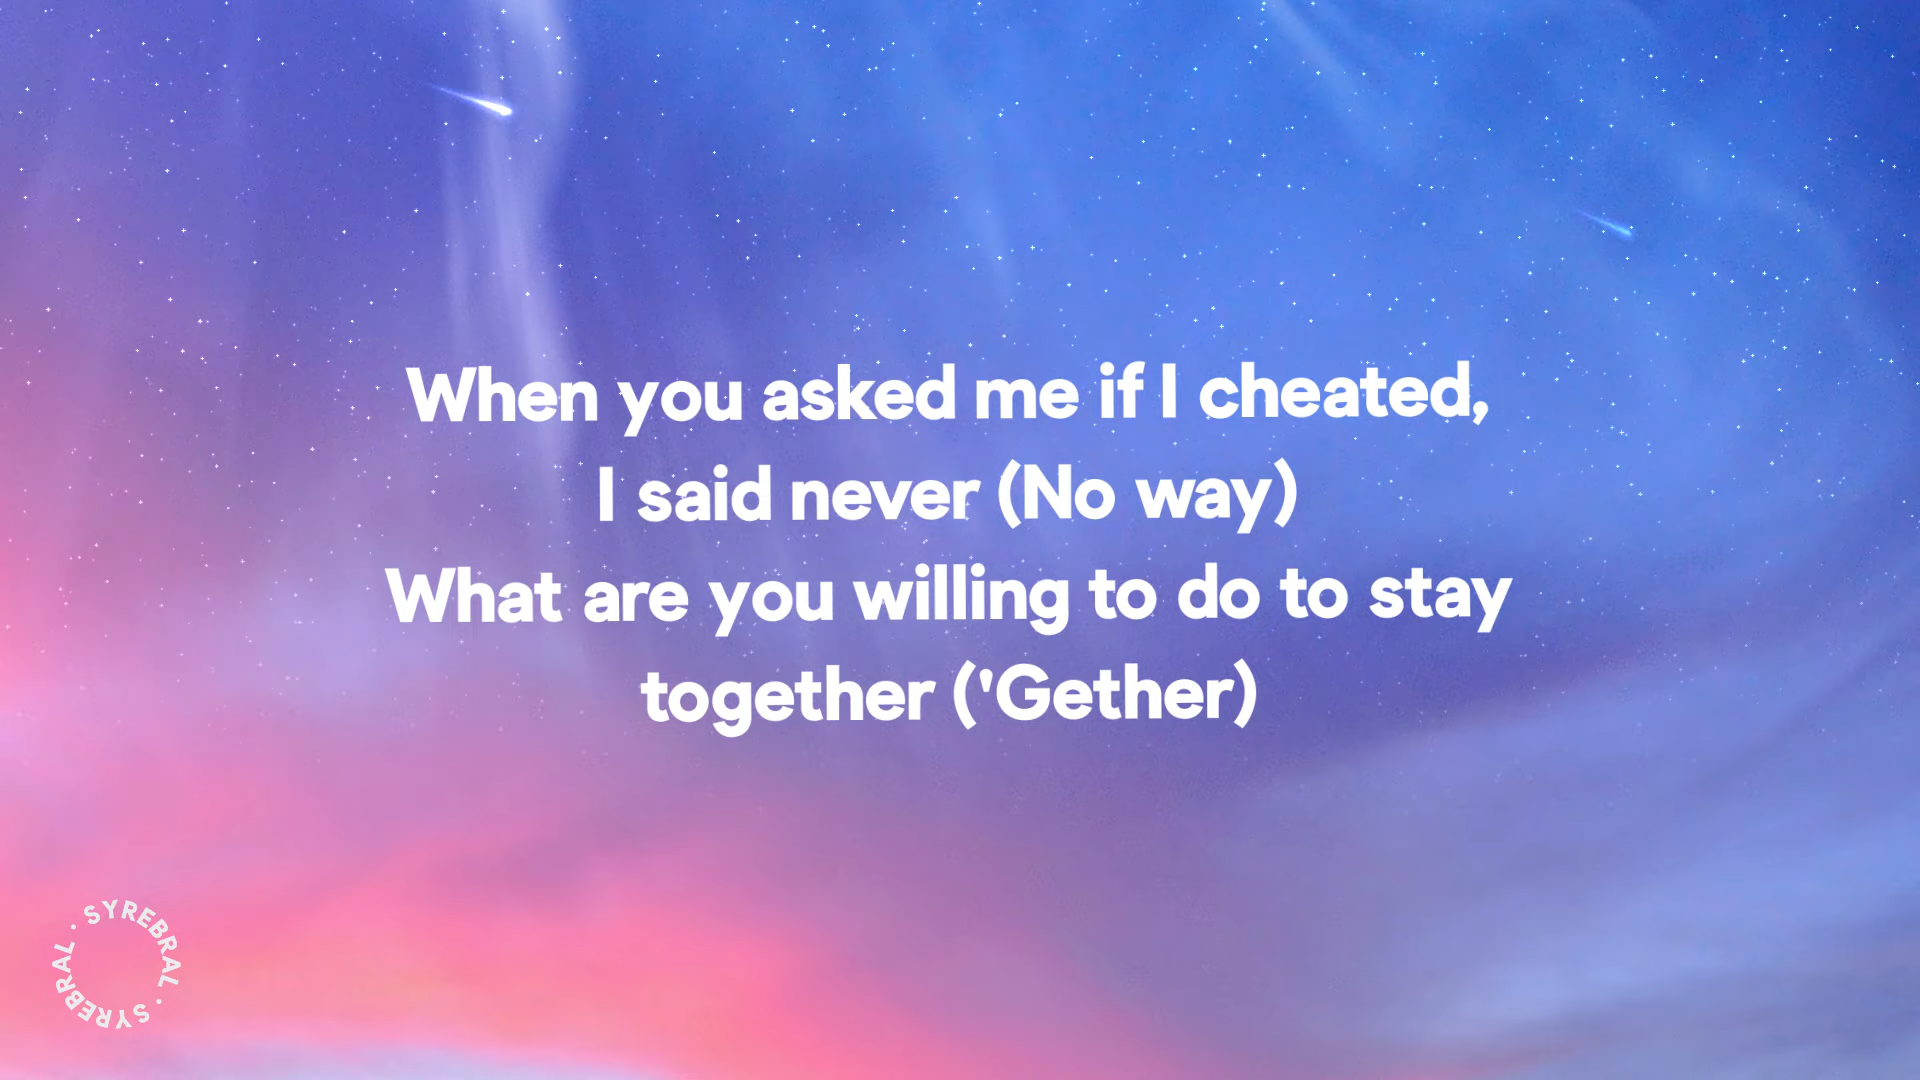 When you asked me if I cheated,
I said never (No way)
What are you willing to do to stay
together ('Gether)
SYREBRAL · SYREBRAL ·